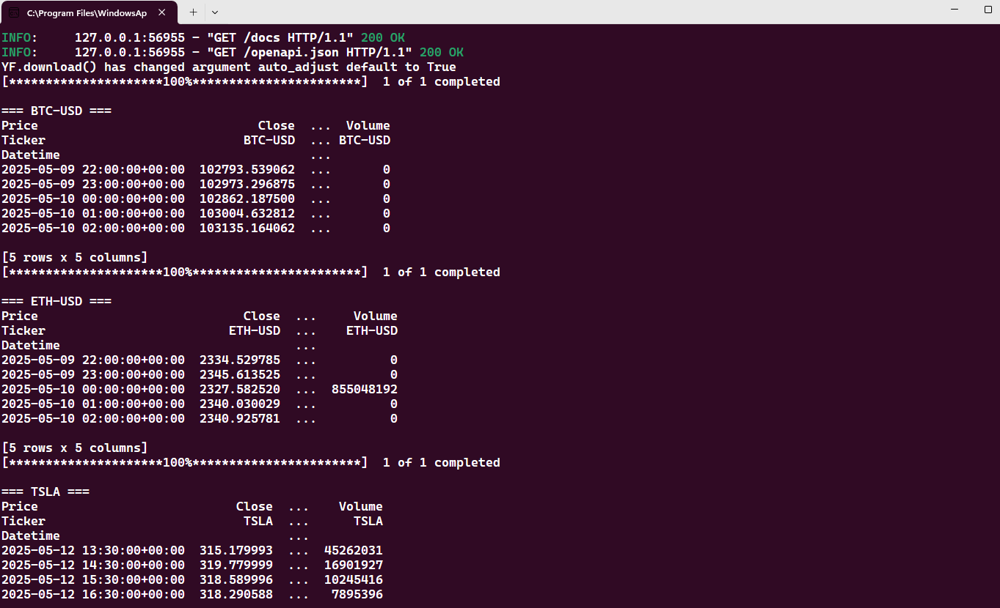 C:\Program Files\WindowsAp
INFO:     127.0.0.1:56955 - "GET /docs HTTP/1.1" 200 OK
INFO:     127.0.0.1:56955 - "GET /openapi.json HTTP/1.1" 200 OK
YF.download() has changed argument auto_adjust default to True
[*********************100%***********************]  1 of 1 completed
=== BTC-USD ===
Price                              Close  ...  Volume
Ticker                           BTC-USD  ... BTC-USD
Datetime                                  ...
2025-05-09 22:00:00+00:00  102793.539062  ...       0
2025-05-09 23:00:00+00:00  102973.296875  ...       0
2025-05-10 00:00:00+00:00  102862.187500  ...       0
2025-05-10 01:00:00+00:00  103004.632812  ...       0
2025-05-10 02:00:00+00:00  103135.164062  ...       0
[5 rows x 5 columns]
[*********************100%***********************]  1 of 1 completed
=== ETH-USD ===
Price                            Close  ...     Volume
Ticker                         ETH-USD  ...    ETH-USD
Datetime                                ...
2025-05-09 22:00:00+00:00  2334.529785  ...          0
2025-05-09 23:00:00+00:00  2345.613525  ...          0
2025-05-10 00:00:00+00:00  2327.582520  ...  855048192
2025-05-10 01:00:00+00:00  2340.030029  ...          0
2025-05-10 02:00:00+00:00  2340.925781  ...          0
[5 rows x 5 columns]
[*********************100%***********************]  1 of 1 completed
=== TSLA ===
Price                           Close  ...    Volume
Ticker                           TSLA  ...      TSLA
Datetime                               ...
2025-05-12 13:30:00+00:00  315.179993  ...  45262031
2025-05-12 14:30:00+00:00  319.779999  ...  16901927
2025-05-12 15:30:00+00:00  318.589996  ...  10245416
2025-05-12 16:30:00+00:00  318.290588  ...   7895396